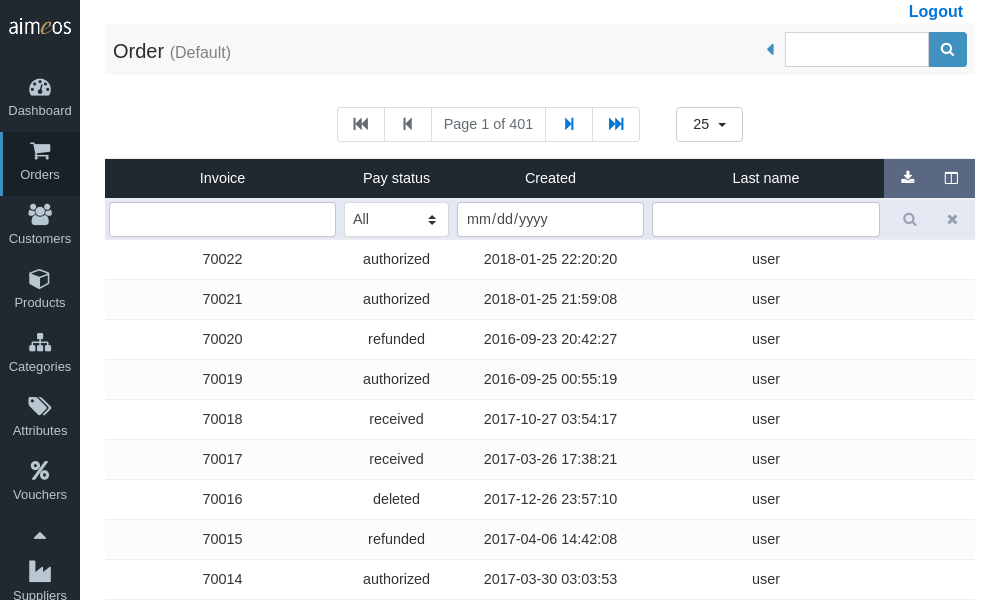 aimeos
Logout
Order (Default)
Dashboard
Orders
Customers
Products
Categories
Attributes
Vouchers
Suppliers
Page 1 of 401
25
Invoice Pay status Created Last name
All mm/dd/yyyy
70022 authorized 2018-01-25 22:20:20 user
70021 authorized 2018-01-25 21:59:08 user
70020 refunded 2016-09-23 20:42:27 user
70019 authorized 2016-09-25 00:55:19 user
70018 received 2017-10-27 03:54:17 user
70017 received 2017-03-26 17:38:21 user
70016 deleted 2017-12-26 23:57:10 user
70015 refunded 2017-04-06 14:42:08 user
70014 authorized 2017-03-30 03:03:53 user